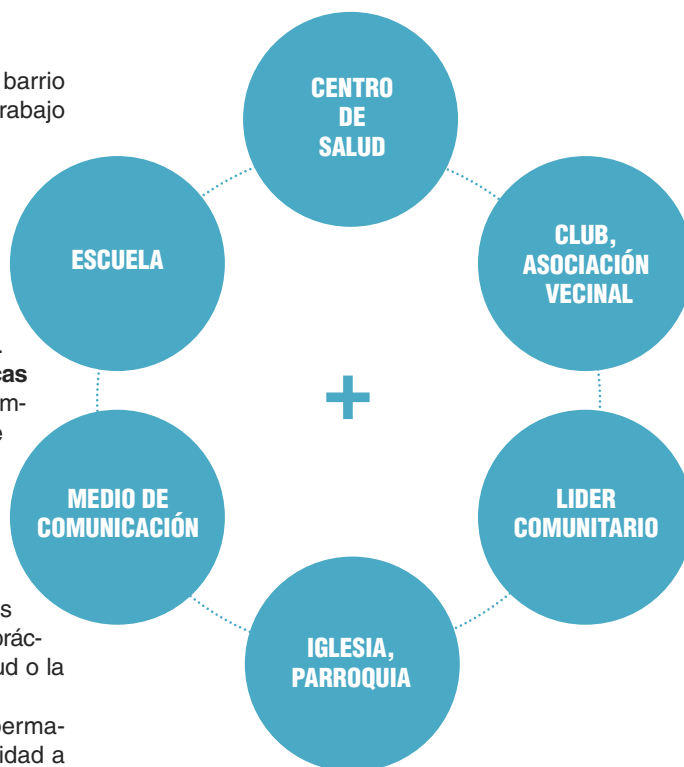 barrio
rabajo
CENTRO
DE
SALUD
ESCUELA
CLUB,
ASOCIACIÓN
VECINAL
cas
m-
e
+
MEDIO DE
COMUNICACIÓN
LIDER
COMUNITARIO
s
prác-
ud o la
perma-
idad a
IGLESIA,
PARROQUIA